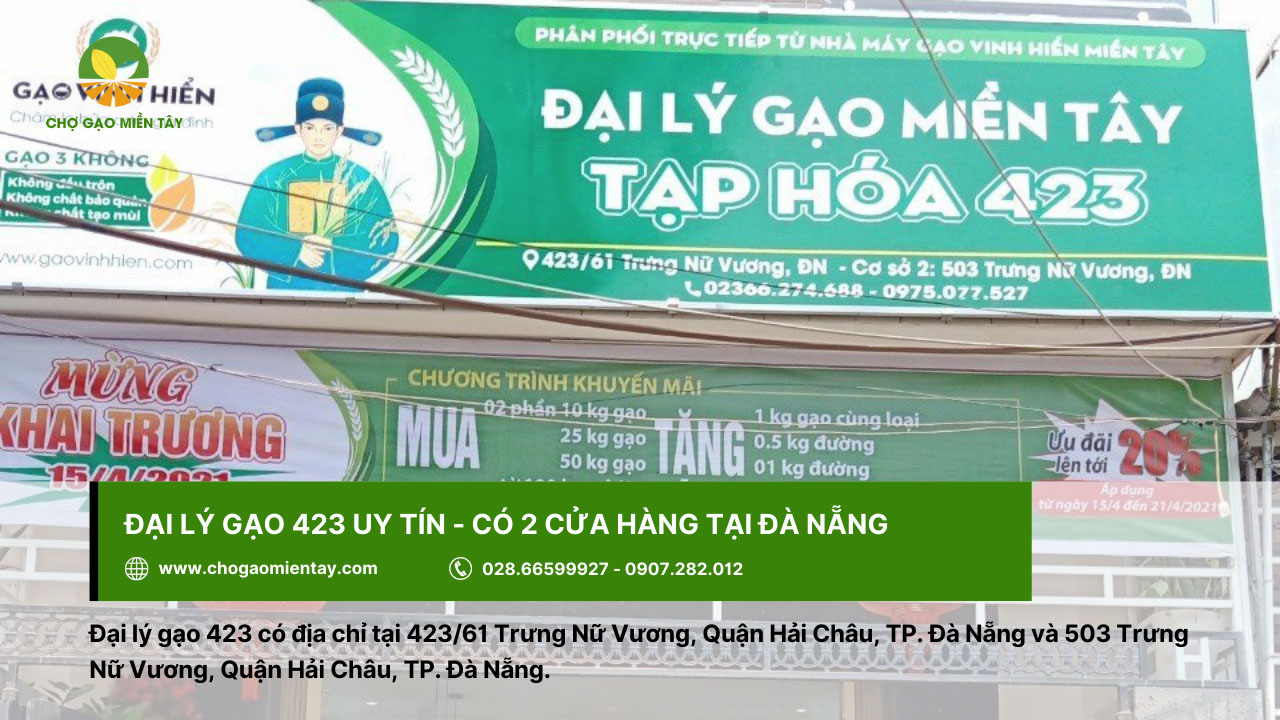 GẠO VINH HIỂN
CHỢ GẠO MIỀN TÂY
GẠO 3 KHÔNG
Không đấu trộn
Không chất bảo quản
Không chất tạo mùi
www.gaovinhhien.com
PHÂN PHỐI TRỰC TIẾP TỪ NHÀ MÁY GẠO VINH HIỂN MIỀN TÂY
ĐẠI LÝ GẠO MIỀN TÂY
TẠP HÓA 423
423/61 Trưng Nữ Vương, ĐN - Cơ sở 2: 503 Trưng Nữ Vương, ĐN
02366.274.688 - 0975.077.527
MỪNG
KHAI TRƯƠNG
15/4/2021
CHƯƠNG TRÌNH KHUYẾN MÃI
MUA
02 phần 10 kg gạo
25 kg gạo
50 kg gạo
TẶNG
1 kg gạo cùng loại
0.5 kg đường
01 kg đường
Ưu đãi
lên tới 20%
Áp dụng
từ ngày 15/4 đến 21/4/2021
ĐẠI LÝ GẠO 423 UY TÍN - CÓ 2 CỬA HÀNG TẠI ĐÀ NẴNG
www.chogaomientay.com 028.66599927 - 0907.282.012
Đại lý gạo 423 có địa chỉ tại 423/61 Trưng Nữ Vương, Quận Hải Châu, TP. Đà Nẵng và 503 Trưng
Nữ Vương, Quận Hải Châu, TP. Đà Nẵng.